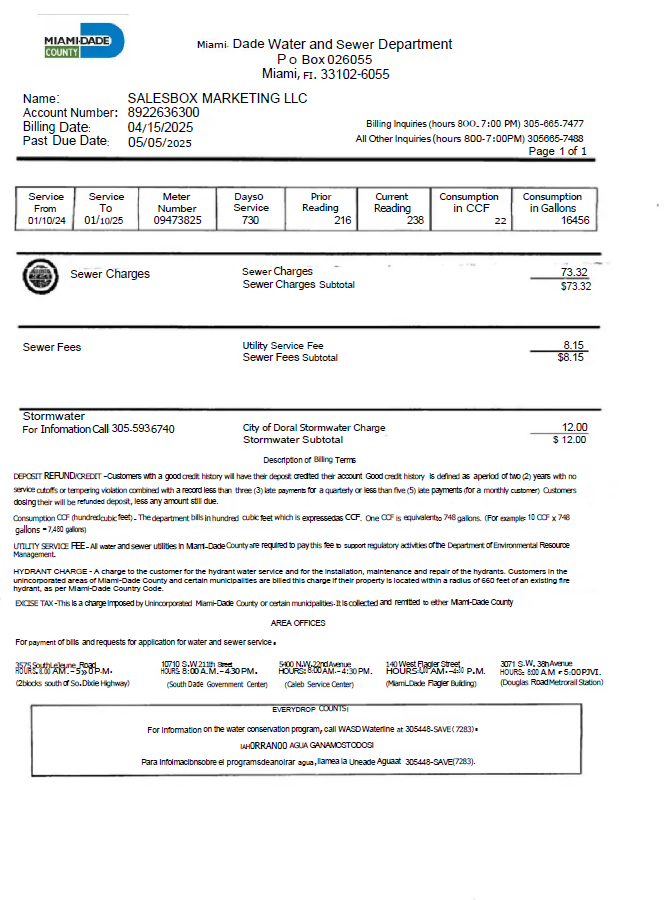 MIAMI-DADE
COUNTY
Miami-Dade Water and Sewer Department
P o Box 026055
Miami, FI. 33102-6055
Name: SALESBOX MARKETING LLC
Account Number: 8922636300
Billing Date: 04/15/2025
Past Due Date: 05/05/2025
Billing Inquiries (hours 800-7:00 PM) 305-665-7477
All Other Inquiries (hours 800-7:00PM) 305665-7488
Page 1 of 1
Service From Service To Meter Number Dayso Service Prior Reading Current Reading Consumption in CCF Consumption in Gallons
01/10/24 01/10/25 09473825 730 216 238 22 16456
Sewer Charges Sewer Charges 73.32
Sewer Charges Subtotal $73.32
Sewer Fees Utility Service Fee 8.15
Sewer Fees Subtotal $8.15
Stormwater
For Infomation Call 305-5936740 City of Doral Stormwater Charge 12.00
Stormwater Subtotal $ 12.00
Description of Billing Terms
DEPOSIT REFUND/CREDIT -Customers with a good credit history will have their deposit credited their account Good credit history is defined as aperiod of two (2) years with no
service cutoffs or tempering violation combined with a record less than three (3) late payments for a quarterly or less than five (5) late payments (for a monthly customer) Customers
dosing their will be refunded deposit, less any amount still due.
Consumption CCF (hundred cubic feet) - The department bills in hundred cubic feet which is expressedas CCF. One CCF is equivalento 748 gallons. (For example: 10 CCF x 748
gallons = 7,480 gallons)
UTILITY SERVICE FEE - All water and sewer utilities in Miami-Dade County are required to pay this fee to support regulatory activities of the Department of Environmental Resource
Management.
HYDRANT CHARGE - A charge to the customer for the hydrant water service and for the installation, maintenance and repair of the hydrants. Customers in the
unincorporated areas of Miami-Dade County and certain municipalities are billed this charge if their property is located within a radius of 660 feet of an existing fire
hydrant, as per Miami-Dade Country Code.
EXCISE TAX -This is a charge imposed by Unincorporated Miami-Dade County or certain municipalities. It is collected and remitted to either Miami-Dade County
AREA OFFICES
For payment of bills and requests for application for water and sewer service.
3575 South Lejeune Road 10710 S.W 211th Street 5400 N.W. 22nd Avenue 140 West Flagler Street 3071 S.W. 38h Avenue
HOURS: 8:00 AM.- P.M. HOURS: 8:00 A.M.-4:30 PM. HOURS: 8:00 A.M.-4:30 PM. HOURS: AM.-4:30 P.M. HOURS: 8:00 A.M - 5:00 PJVI.
(2blocks south of So. Dixie Highway) (South Dade Government Center) (Caleb Service Center) (Miami.Dade Flagler Building) (Douglas Road Metrorail Station)
EVERYDROP COUNTS!
For Information on the water conservation program, call WASD Waterline at 305448-SAVE(7283).
IAHORRANDO AGUA GANAMOSTODOSI
Para Infoimacibnsobre el programsdeanoirar agua, llamea la Uneade Aguaat 305448-SAVE(7283).